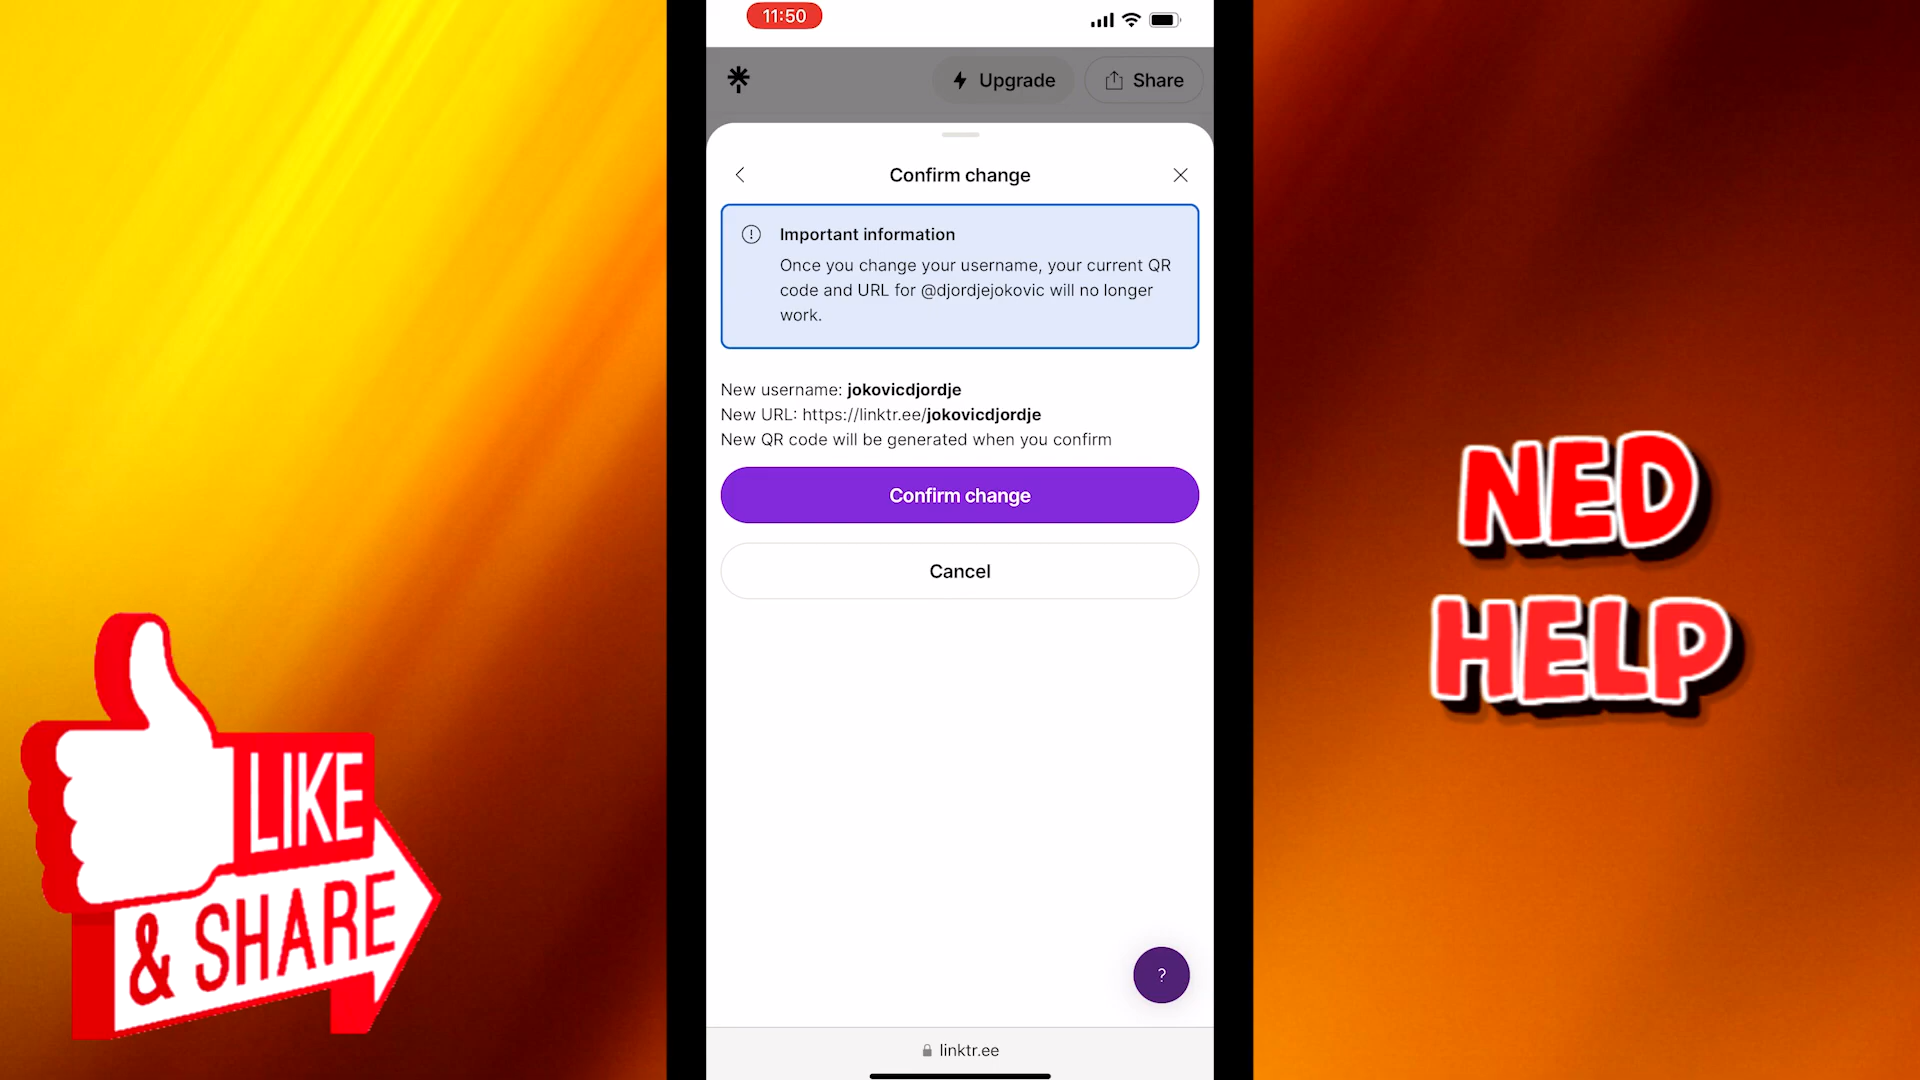 11:50
Upgrade
Share
Confirm change
Important information
Once you change your username, your current QR
code and URL for @djordjejokovic will no longer
work.
New username: jokovicdjordje
New URL: https://linktr.ee/jokovicdjordje
New QR code will be generated when you confirm
Confirm change
Cancel
?
linktr.ee
LIKE
& SHARE
NED
HELP